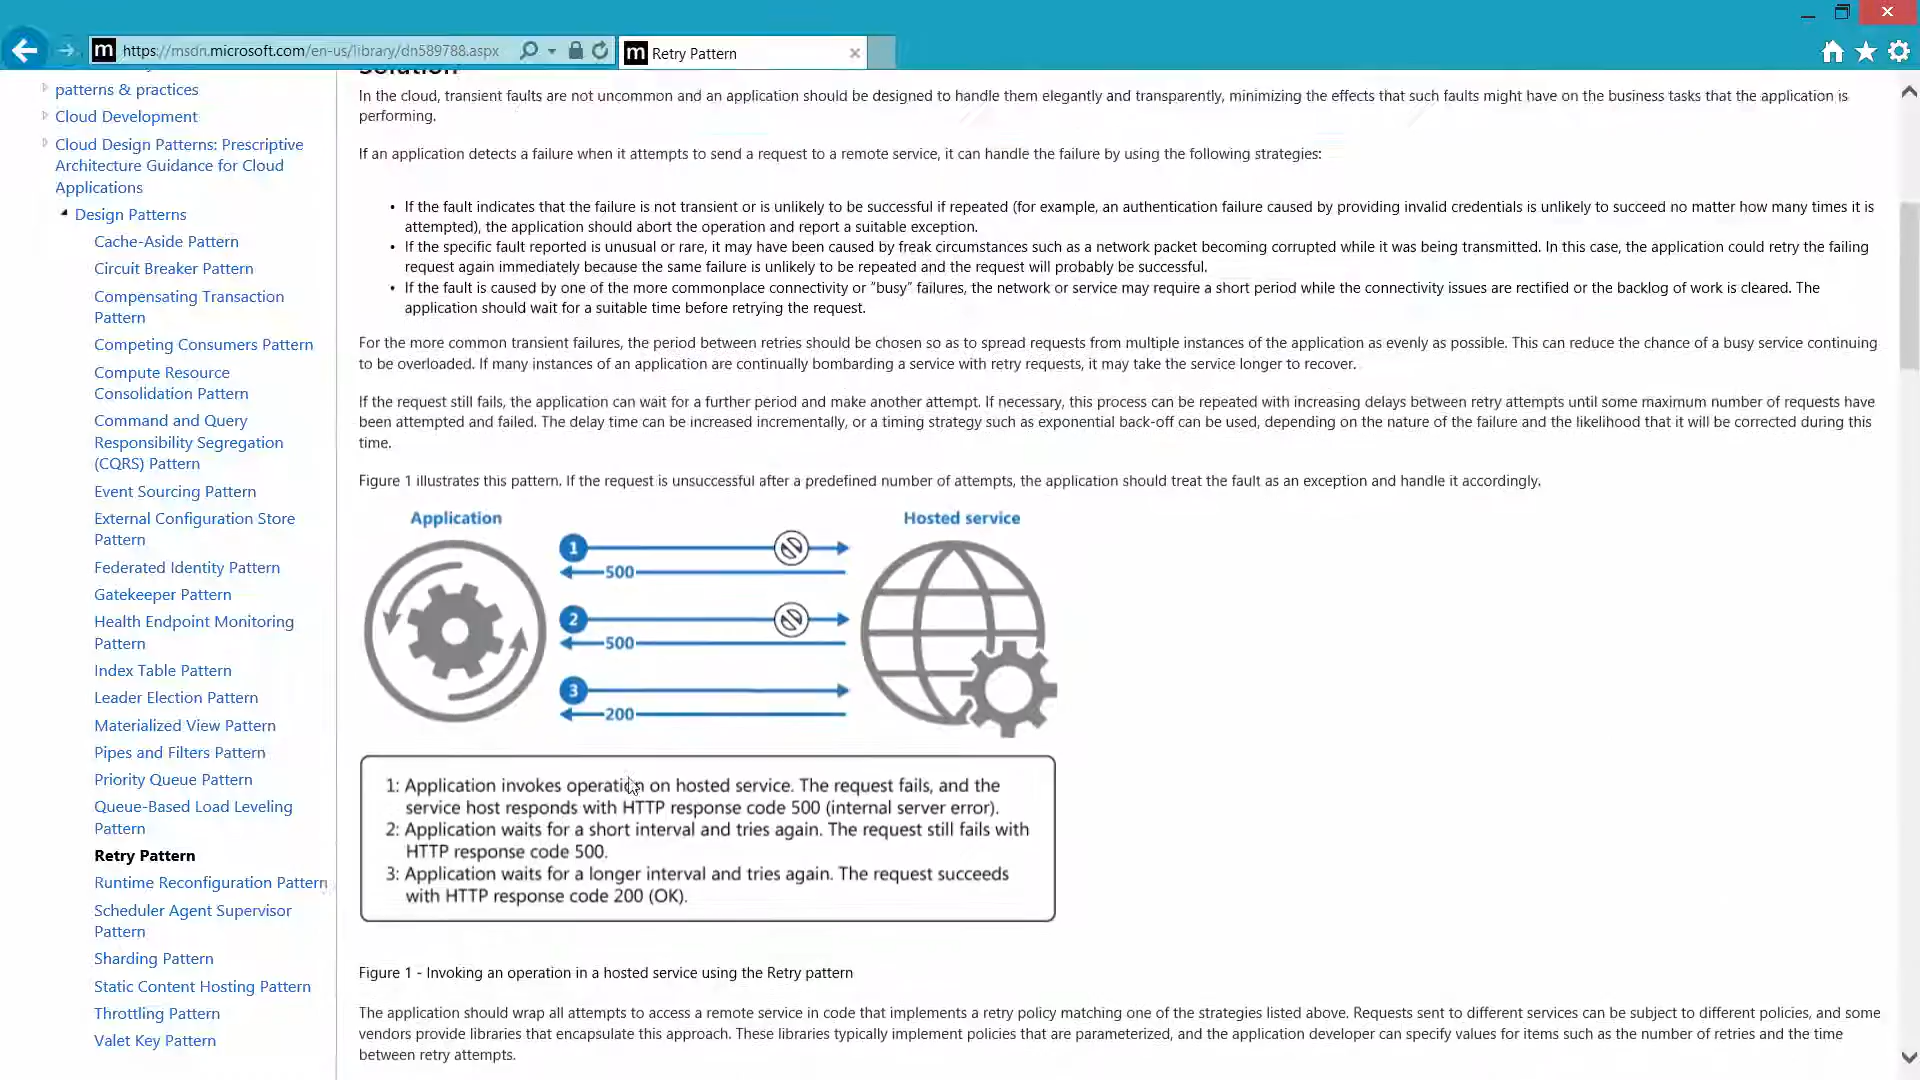 https://msdn.microsoft.com/en-us/library/dn589788.aspx
Retry Pattern
patterns & practices
Cloud Development
Cloud Design Patterns: Prescriptive
Architecture Guidance for Cloud
Applications
Design Patterns
Cache-Aside Pattern
Circuit Breaker Pattern
Compensating Transaction
Pattern
Competing Consumers Pattern
Compute Resource
Consolidation Pattern
Command and Query
Responsibility Segregation
(CQRS) Pattern
Event Sourcing Pattern
External Configuration Store
Pattern
Federated Identity Pattern
Gatekeeper Pattern
Health Endpoint Monitoring
Pattern
Index Table Pattern
Leader Election Pattern
Materialized View Pattern
Pipes and Filters Pattern
Priority Queue Pattern
Queue-Based Load Leveling
Pattern
Retry Pattern
Runtime Reconfiguration Pattern
Scheduler Agent Supervisor
Pattern
Sharding Pattern
Static Content Hosting Pattern
Throttling Pattern
Valet Key Pattern
Solution
In the cloud, transient faults are not uncommon and an application should be designed to handle them elegantly and transparently, minimizing the effects that such faults might have on the business tasks that the application is
performing.
If an application detects a failure when it attempts to send a request to a remote service, it can handle the failure by using the following strategies:
• If the fault indicates that the failure is not transient or is unlikely to be successful if repeated (for example, an authentication failure caused by providing invalid credentials is unlikely to succeed no matter how many times it is
attempted), the application should abort the operation and report a suitable exception.
• If the specific fault reported is unusual or rare, it may have been caused by freak circumstances such as a network packet becoming corrupted while it was being transmitted. In this case, the application could retry the failing
request again immediately because the same failure is unlikely to be repeated and the request will probably be successful.
• If the fault is caused by one of the more commonplace connectivity or “busy” failures, the network or service may require a short period while the connectivity issues are rectified or the backlog of work is cleared. The
application should wait for a suitable time before retrying the request.
For the more common transient failures, the period between retries should be chosen so as to spread requests from multiple instances of the application as evenly as possible. This can reduce the chance of a busy service continuing
to be overloaded. If many instances of an application are continually bombarding a service with retry requests, it may take the service longer to recover.
If the request still fails, the application can wait for a further period and make another attempt. If necessary, this process can be repeated with increasing delays between retry attempts until some maximum number of requests have
been attempted and failed. The delay time can be increased incrementally, or a timing strategy such as exponential back-off can be used, depending on the nature of the failure and the likelihood that it will be corrected during this
time.
Figure 1 illustrates this pattern. If the request is unsuccessful after a predefined number of attempts, the application should treat the fault as an exception and handle it accordingly.
Application
Hosted service
1
500
2
500
3
200
1: Application invokes operation on hosted service. The request fails, and the
service host responds with HTTP response code 500 (internal server error).
2: Application waits for a short interval and tries again. The request still fails with
HTTP response code 500.
3: Application waits for a longer interval and tries again. The request succeeds
with HTTP response code 200 (OK).
Figure 1 - Invoking an operation in a hosted service using the Retry pattern
The application should wrap all attempts to access a remote service in code that implements a retry policy matching one of the strategies listed above. Requests sent to different services can be subject to different policies, and some
vendors provide libraries that encapsulate this approach. These libraries typically implement policies that are parameterized, and the application developer can specify values for items such as the number of retries and the time
between retry attempts.